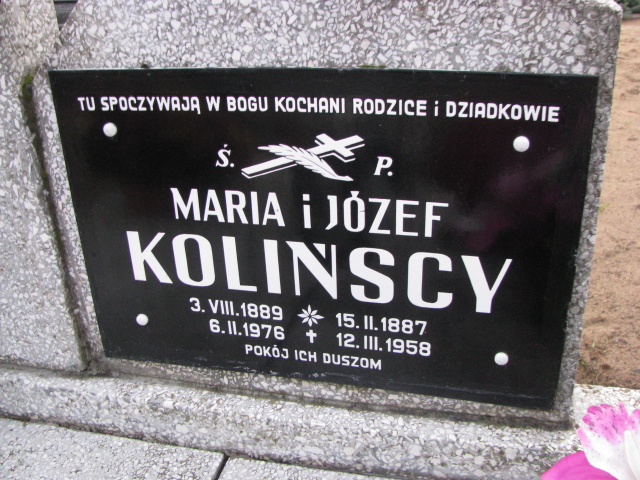 TU SPOCZYWAJĄ W BOGU KOCHANI RODZICE i DZIADKOWIE
Ś. P.
MARIA i JÓZEF
KOLIŃSCY
3.VIII.1889 15.II.1887
6.II.1976 12.III.1958
POKÓJ ICH DUSZOM